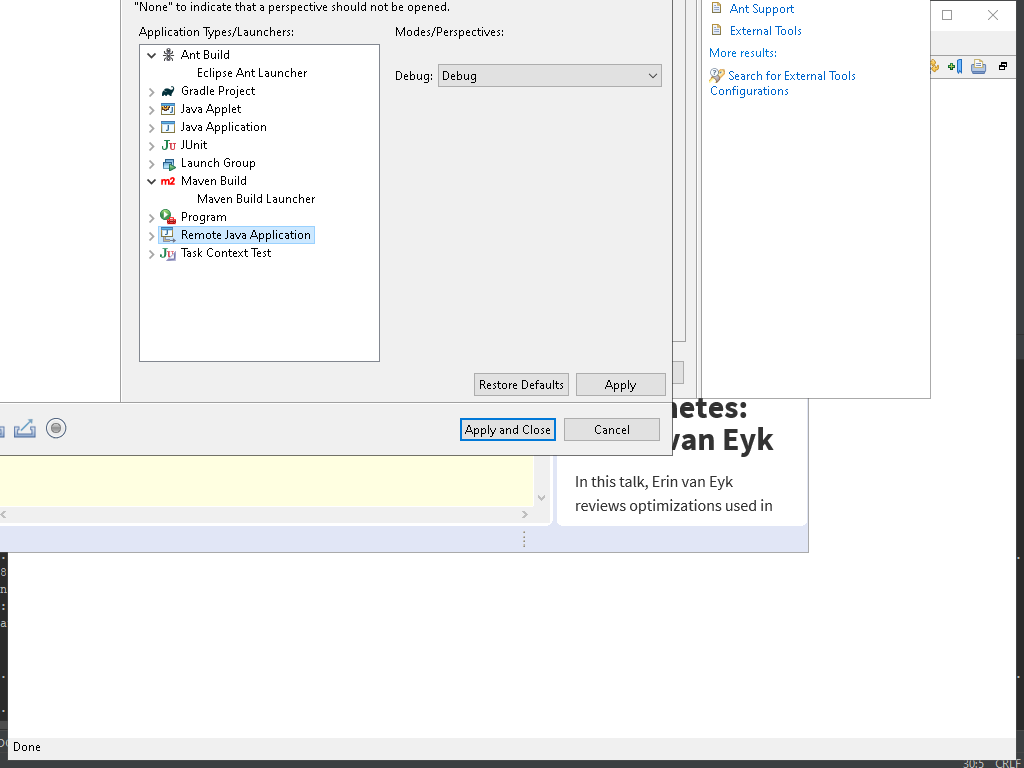 "None" to indicate that a perspective should not be opened.
Application Types/Launchers:
Modes/Perspectives:
Ant Build
Eclipse Ant Launcher
Gradle Project
Java Applet
Java Application
JUnit
Launch Group
Maven Build
Maven Build Launcher
Program
Remote Java Application
Task Context Test
Debug:
Debug
Restore Defaults
Apply
Apply and Close
Cancel
Ant Support
External Tools
More results:
Search for External Tools
Configurations
netes:
van Eyk
In this talk, Erin van Eyk
reviews optimizations used in
Done
30:5 CRLF